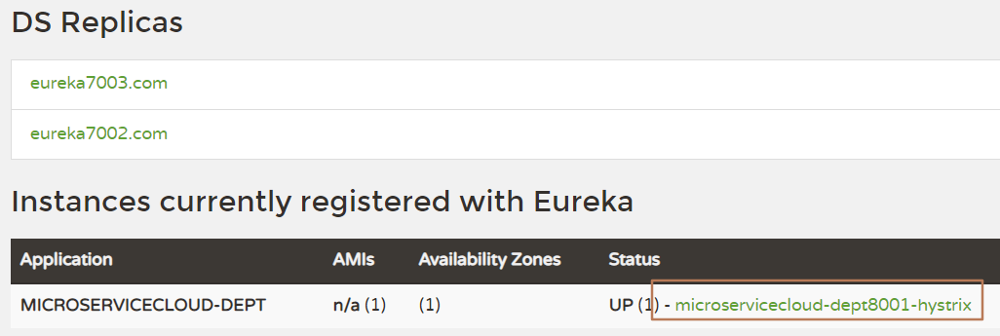 DS Replicas
eureka7003.com
eureka7002.com
Instances currently registered with Eureka
Application AMIs Availability Zones Status
MICROSERVICECLOUD-DEPT n/a (1) (1) UP (1) - microservicecloud-dept8001-hystrix